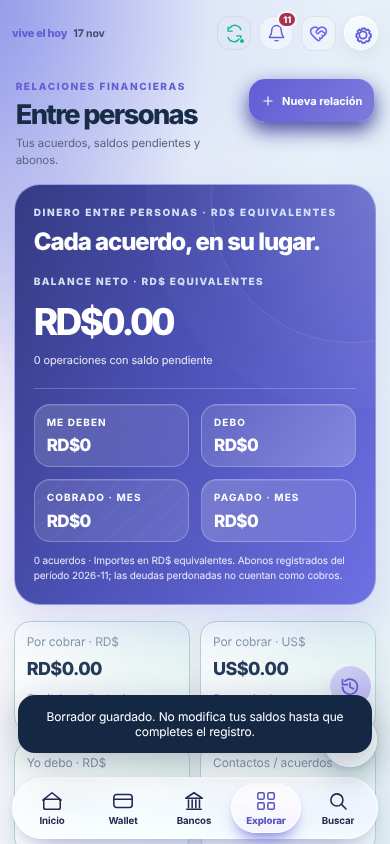 vive el hoy 17 nov
11
RELACIONES FINANCIERAS
Entre personas
Nueva relación
Tus acuerdos, saldos pendientes y
abonos.
DINERO ENTRE PERSONAS · RD$ EQUIVALENTES
Cada acuerdo, en su lugar.
BALANCE NETO · RD$ EQUIVALENTES
RD$0.00
0 operaciones con saldo pendiente
ME DEBEN
RD$0
DEBO
RD$0
COBRADO · MES
RD$0
PAGADO · MES
RD$0
0 acuerdos · Importes en RD$ equivalentes. Abonos registrados del
período 2026-11; las deudas perdonadas no cuentan como cobros.
Por cobrar · RD$
RD$0.00
Por cobrar · US$
US$0.00
Borrador guardado. No modifica tus saldos hasta que
completes el registro.
Yo debo · RD$
Contactos / acuerdos
Inicio
Wallet
Bancos
Explorar
Buscar